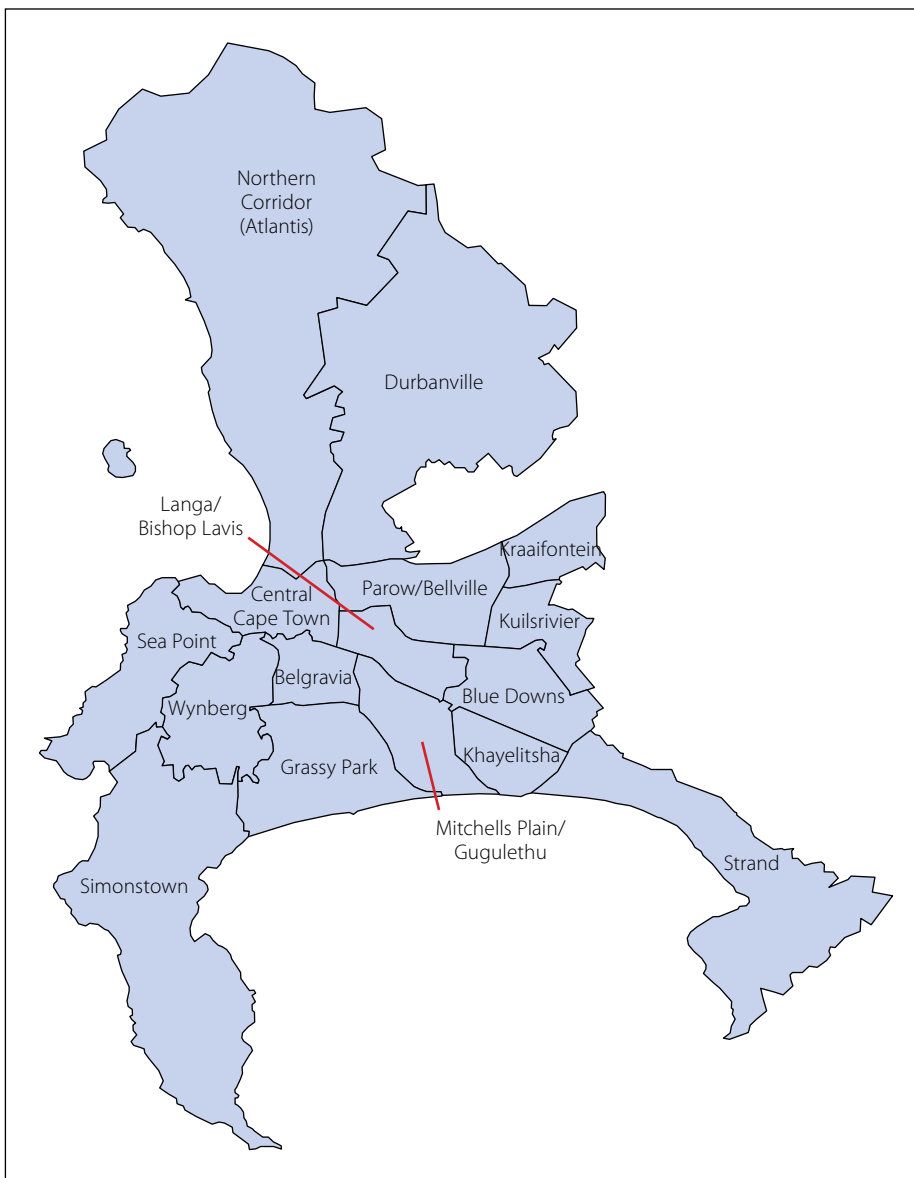 Northern
Corridor
(Atlantis)
Durbanville
Langa/
Bishop Lavis
Kraaifontein
Parow/Bellville
Central
Cape Town
Kuilsrivier
Sea Point
Belgravia
Blue Downs
Wynberg
Khayelitsha
Grassy Park
Mitchells Plain/
Gugulethu
Strand
Simonstown